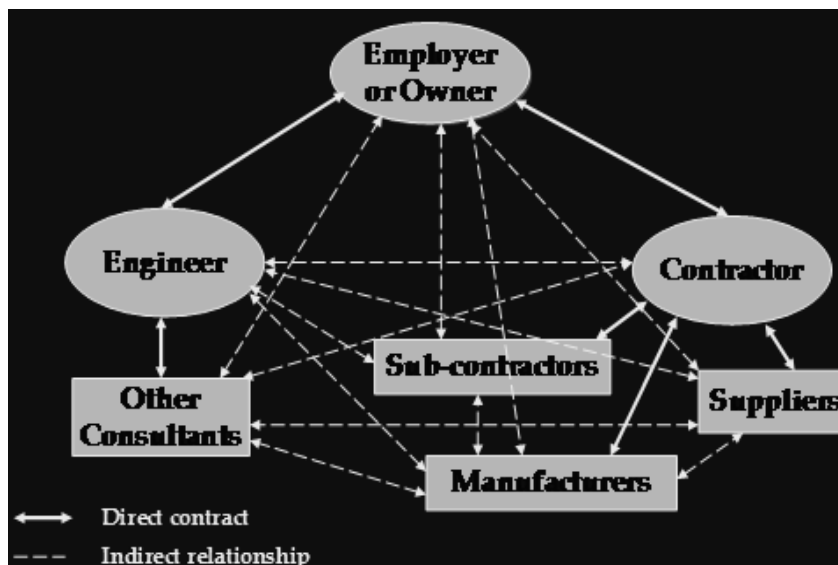 Employer
or Owner
Engineer
Contractor
Sub-contractors
Other
Consultants
Suppliers
Manufacturers
Direct contract
Indirect relationship